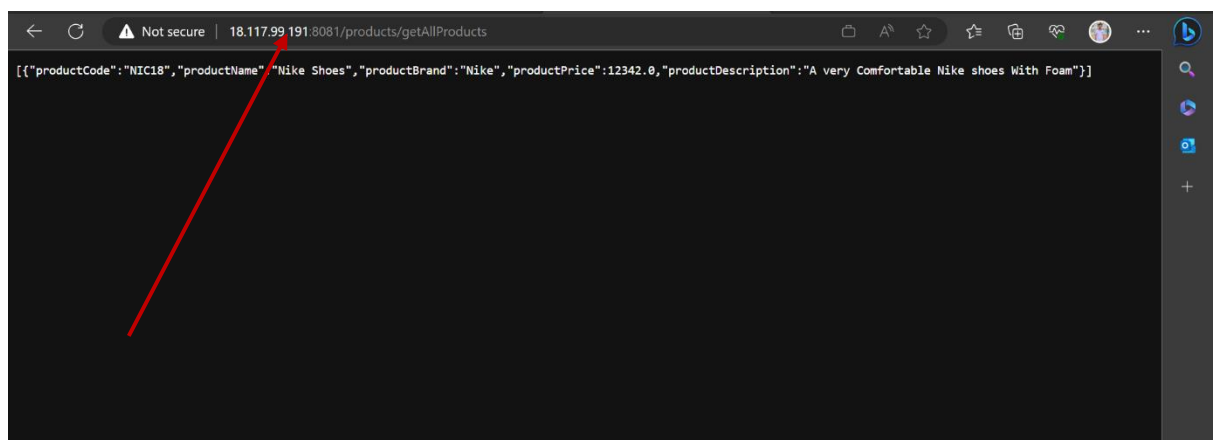 Not secure | 18.117.99.191:8081/products/getAllProducts
[{"productCode":"NIC18","productName":"Nike Shoes","productBrand":"Nike","productPrice":12342.0,"productDescription":"A very Comfortable Nike shoes With Foam"}]